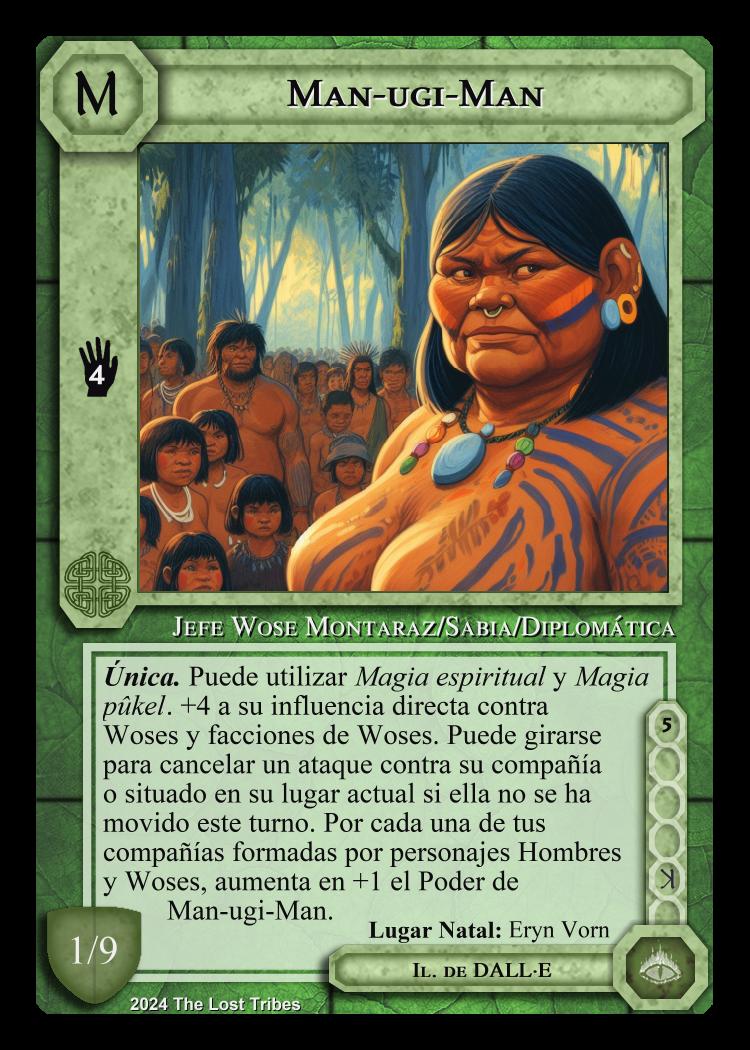 M
Man-ugi-Man
4
Jefe Wose Montaraz/Sabia/Diplomática
Única. Puede utilizar Magia espiritual y Magia
pûkel. +4 a su influencia directa contra
Woses y facciones de Woses. Puede girarse
para cancelar un ataque contra su compañía
o situado en su lugar actual si ella no se ha
movido este turno. Por cada una de tus
compañías formadas por personajes Hombres
y Woses, aumenta en +1 el Poder de
Man-ugi-Man.
5
Lugar Natal: Eryn Vorn
1/9
Il. de DALL·E
2024 The Lost Tribes